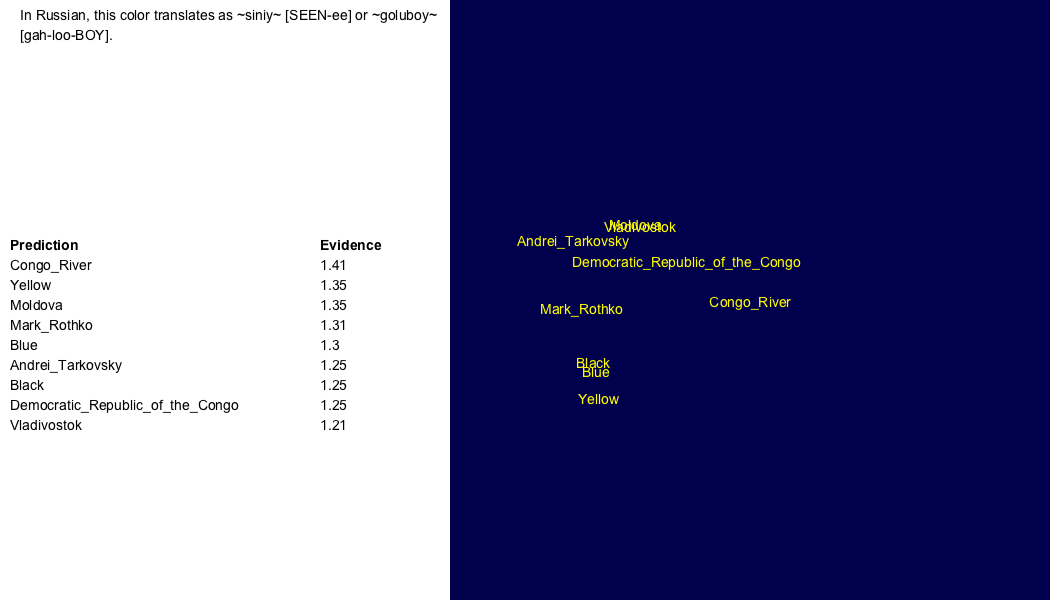 In Russian, this color translates as ~siniy~ [SEEN-ee] or ~goluboy~
[gah-loo-BOY].
Prediction Evidence
Congo_River 1.41
Yellow 1.35
Moldova 1.35
Mark_Rothko 1.31
Blue 1.3
Andrei_Tarkovsky 1.25
Black 1.25
Democratic_Republic_of_the_Congo 1.25
Vladivostok 1.21
Moldova
Vladivostok
Andrei_Tarkovsky
Democratic_Republic_of_the_Congo
Congo_River
Mark_Rothko
Black
Blue
Yellow